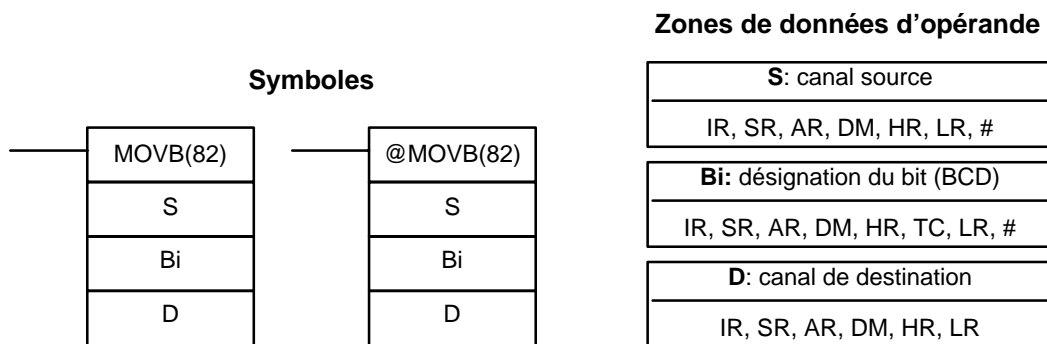 Zones de données d’opérande
Symboles
MOVB(82)
S
Bi
D
@MOVB(82)
S
Bi
D
S: canal source
IR, SR, AR, DM, HR, LR, #
Bi: désignation du bit (BCD)
IR, SR, AR, DM, HR, TC, LR, #
D: canal de destination
IR, SR, AR, DM, HR, LR